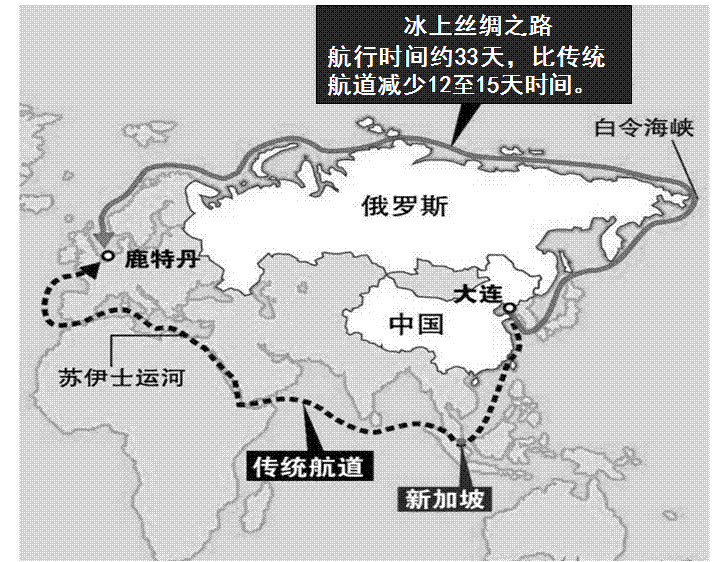 冰上丝绸之路
航行时间约33天，比传统
航道减少12至15天时间。
白令海峡
俄罗斯
鹿特丹
大连
中国
苏伊士运河
传统航道
新加坡